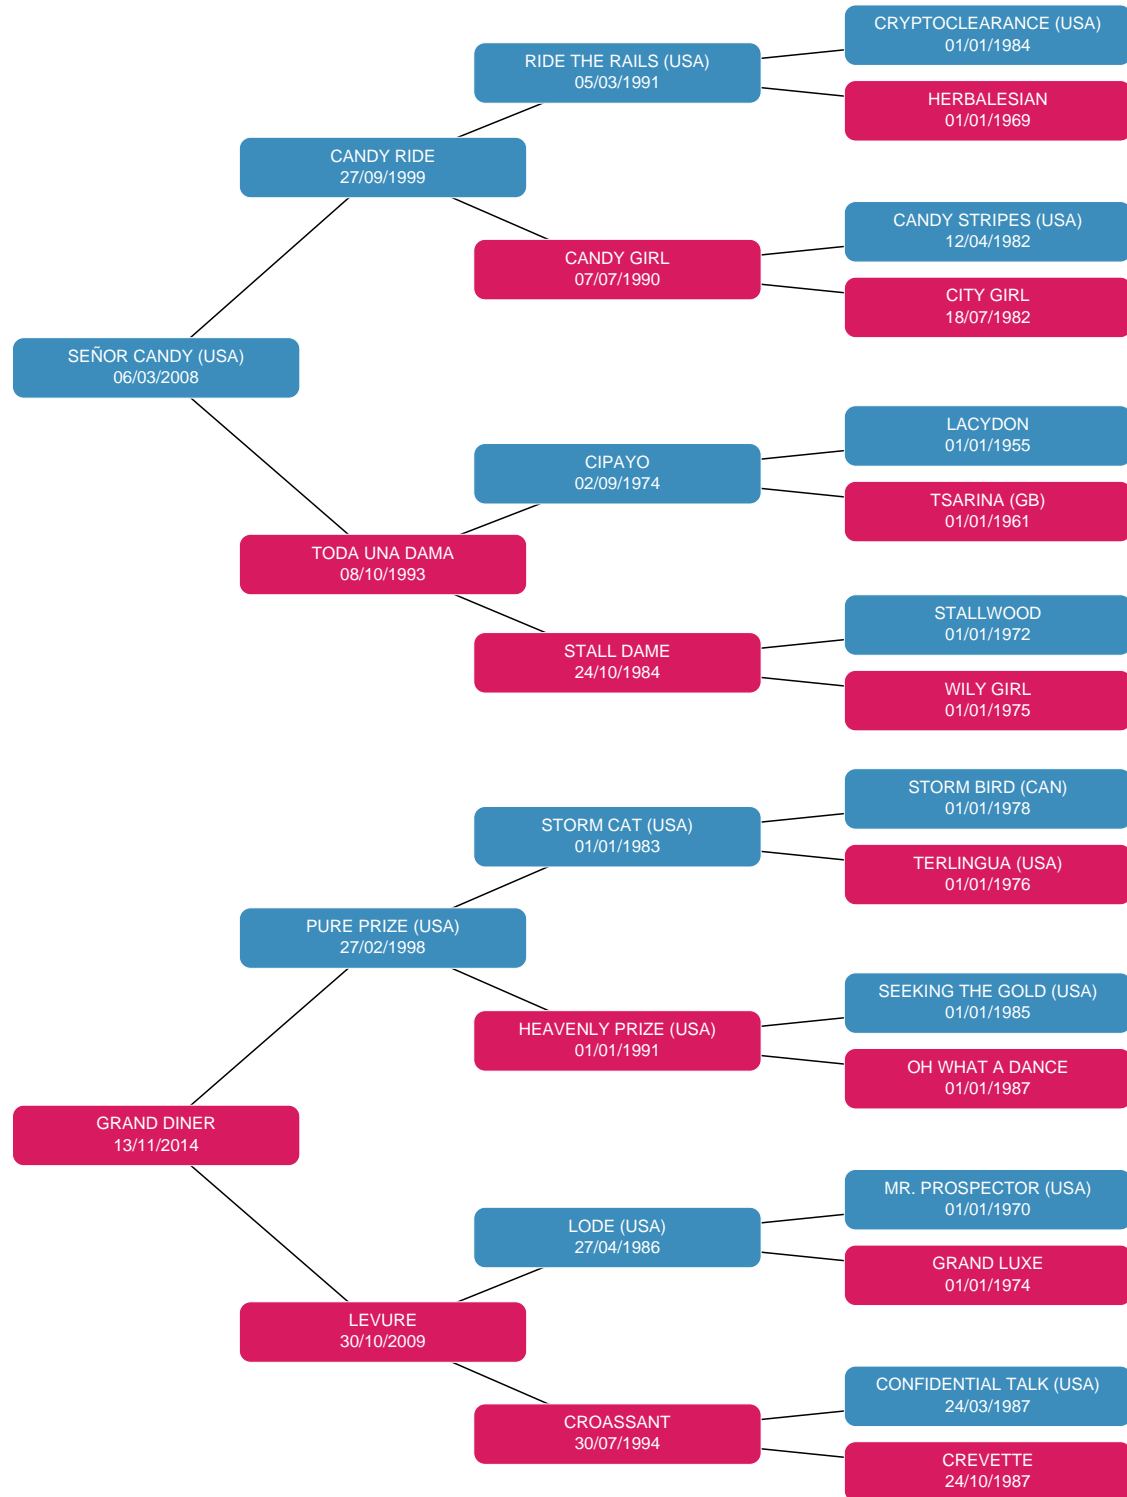 CRYPTOCLEARANCE (USA)
01/01/1984
RIDE THE RAILS (USA)
05/03/1991
HERBALESIAN
01/01/1969
CANDY RIDE
27/09/1999
CANDY STRIPES (USA)
12/04/1982
CANDY GIRL
07/07/1990
CITY GIRL
18/07/1982
SEÑOR CANDY (USA)
06/03/2008
LACYDON
01/01/1955
CIPAYO
02/09/1974
TSARINA (GB)
01/01/1961
TODA UNA DAMA
08/10/1993
STALLWOOD
01/01/1972
STALL DAME
24/10/1984
WILY GIRL
01/01/1975
STORM BIRD (CAN)
01/01/1978
STORM CAT (USA)
01/01/1983
TERLINGUA (USA)
01/01/1976
PURE PRIZE (USA)
27/02/1998
SEEKING THE GOLD (USA)
01/01/1985
HEAVENLY PRIZE (USA)
01/01/1991
OH WHAT A DANCE
01/01/1987
GRAND DINER
13/11/2014
MR. PROSPECTOR (USA)
01/01/1970
LODE (USA)
27/04/1986
GRAND LUXE
01/01/1974
LEVURE
30/10/2009
CONFIDENTIAL TALK (USA)
24/03/1987
CROASSANT
30/07/1994
CREVETTE
24/10/1987